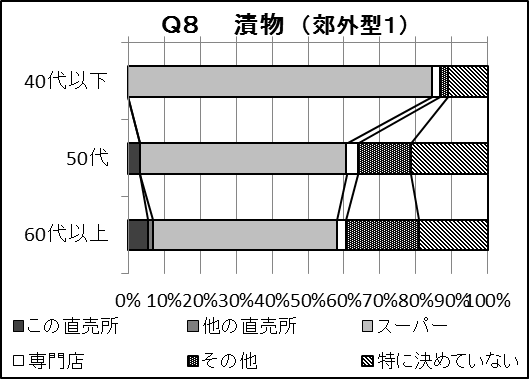 Q8　漬物（郊外型1）
40代以下
50代
60代以上
0% 10% 20% 30% 40% 50% 60% 70% 80% 90% 100%
この直売所 他の直売所 スーパー
専門店 その他 特に決めていない